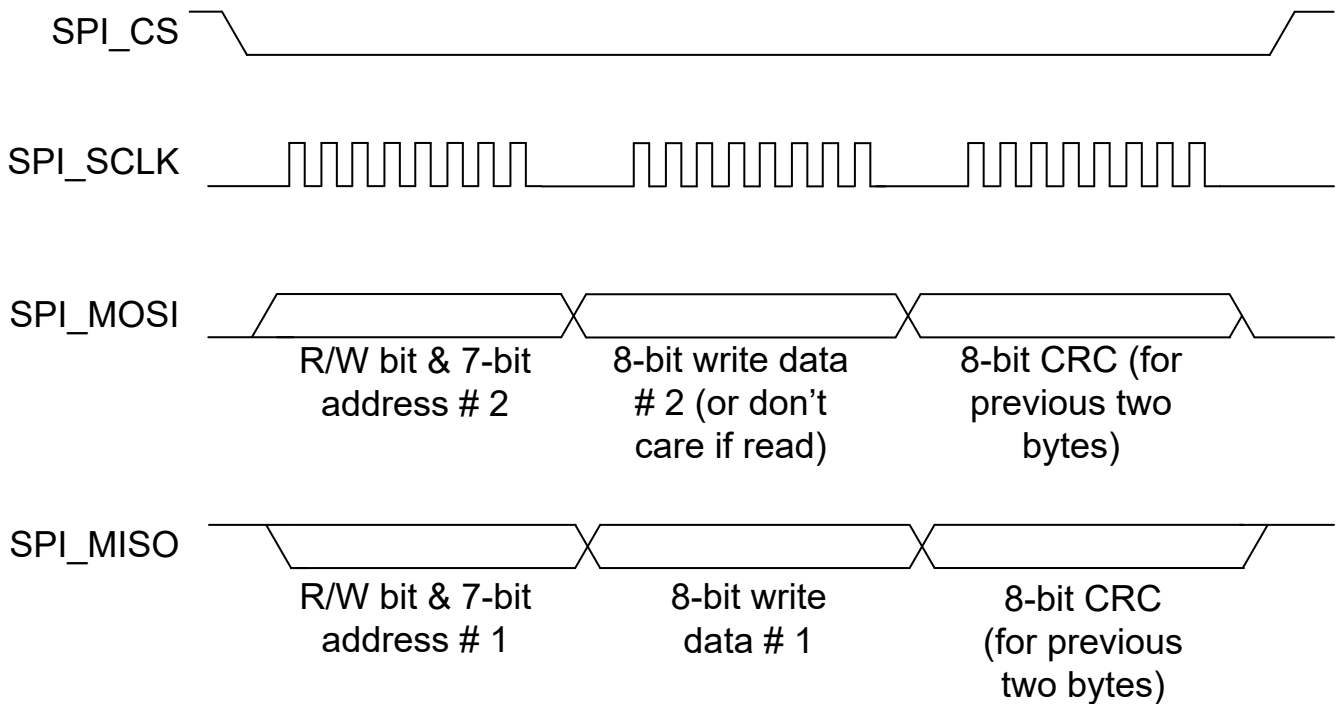 SPI_CS
SPI_SCLK
SPI_MOSI
R/W bit & 7-bit
address # 2
8-bit write data
# 2 (or don't
care if read)
8-bit CRC (for
previous two
bytes)
SPI_MISO
R/W bit & 7-bit
address # 1
8-bit write
data # 1
8-bit CRC
(for previous
two bytes)